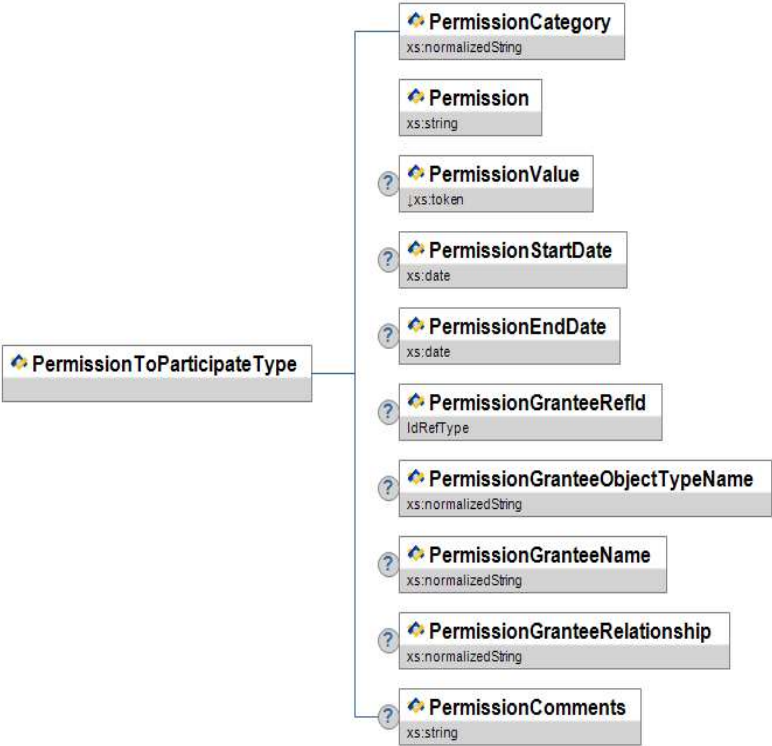 PermissionCategory
xs:normalizedString
Permission
xs:string
?
PermissionValue
↓xs:token
?
PermissionStartDate
xs:date
?
PermissionEndDate
xs:date
PermissionToParticipateType
?
PermissionGranteeRefId
IdRefType
?
PermissionGranteeObjectTypeName
xs:normalizedString
?
PermissionGranteeName
xs:normalizedString
?
PermissionGranteeRelationship
xs:normalizedString
?
PermissionComments
xs:string